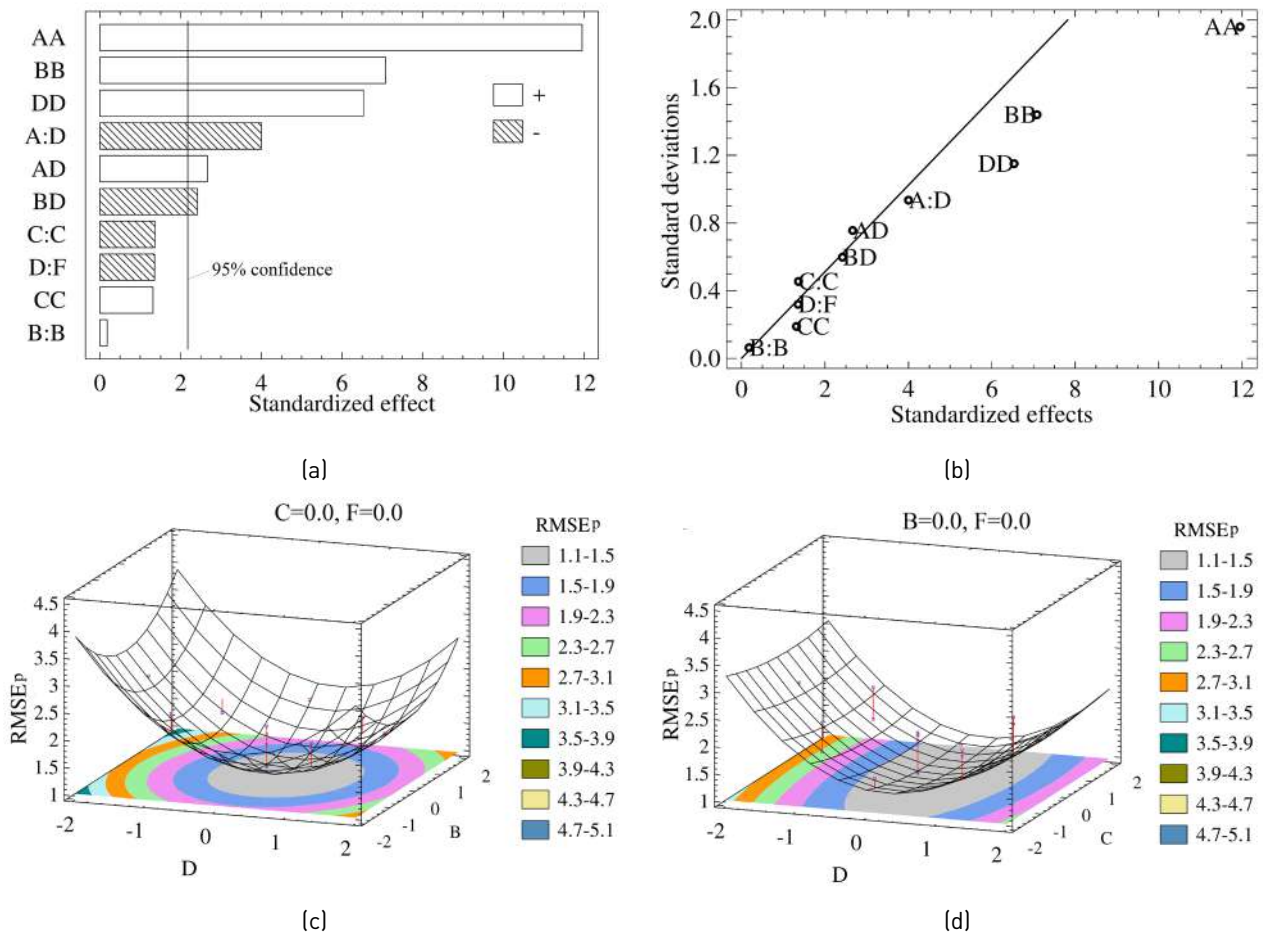 AA
BB
DD
A:D
AD
BD
C:C
D:F
CC
B:B
+
-
95% confidence
0 2 4 6 8 10 12
Standardized effect
(a)
Standard deviations
2.0
1.6
1.2
0.8
0.4
0.0
AA
BB
DD
A:D
AD
BD
C:C
D:F
CC
B:B
0 2 4 6 8 10 12
Standardized effects
(b)
C=0.0, F=0.0
RMSEp
4.5
4
3.5
3
2.5
2
1.5
1
-2 -1 0 1 2
D
-2 -1 0 1 2
B
RMSEp
1.1-1.5
1.5-1.9
1.9-2.3
2.3-2.7
2.7-3.1
3.1-3.5
3.5-3.9
3.9-4.3
4.3-4.7
4.7-5.1
(c)
B=0.0, F=0.0
RMSEp
4.5
4
3.5
3
2.5
2
1.5
1
-2 -1 0 1 2
D
-2 -1 0 1 2
C
RMSEp
1.1-1.5
1.5-1.9
1.9-2.3
2.3-2.7
2.7-3.1
3.1-3.5
3.5-3.9
3.9-4.3
4.3-4.7
4.7-5.1
(d)